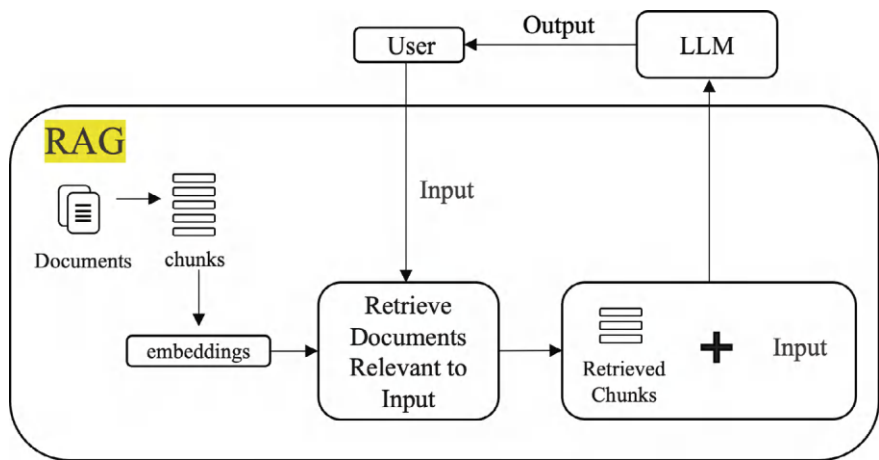 Output
User
LLM
RAG
Input
Documents
chunks
embeddings
Retrieve
Documents
Relevant to
Input
Retrieved
Chunks
Input